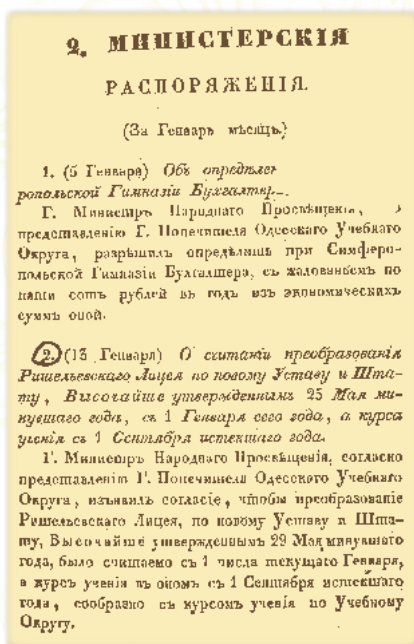 2. МИНИСТЕРСКІЯ
РАСПОРЯЖЕНІЯ.
(За Генварь мѣсяцъ.)
1. (5 Генваря) Объ опредѣлен
ропольской Гимназіи Бухгалтер
Г. Министръ Народнаго Просвѣщенія,
представленію Г. Попечителя Одесскаго Учебнаго
Округа, разрѣшилъ опредѣлить при Симферо-
польской Гимназіи Бухгалтера, съ жалованьемъ по
пяти сотъ рублей въ годъ изъ экономическихъ
суммъ оной.
2. (13 Генваря) О считаніи преобразованія
Ришельевскаго Лицея по новому Уставу и Шта-
ту, Высочайше утвержденнымъ 25 Мая ми-
нувшаго года, съ 1 Генваря сего года, а курса
ученія съ 1 Сентября истекшаго года.
Г. Министръ Народнаго Просвѣщенія, согласно
представленію Г. Попечителя Одесскаго Учебнаго
Округа, изъявилъ согласіе, чтобы преобразованіе
Ришельевскаго Лицея, по новому Уставу и Шта-
ту, Высочайше утвержденнымъ 29 Мая минувшаго
года, было считаемо съ 1 числа текущаго Генваря,
а курсъ ученія въ ономъ съ 1 Сентября истекшаго
года, сообразно съ курсомъ ученія по Учебному
Округу.